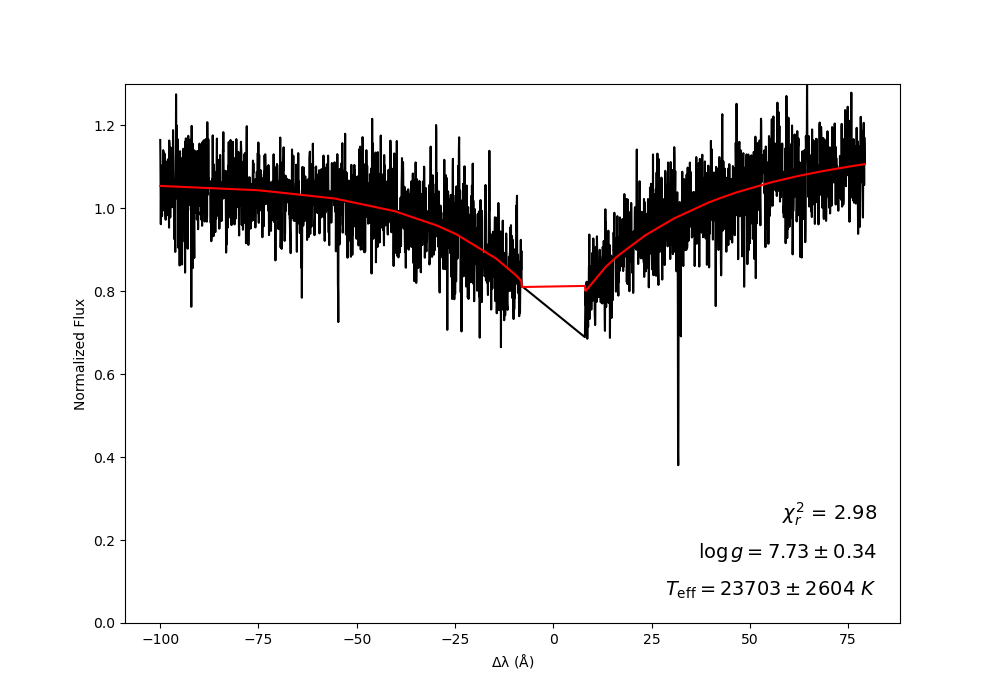 Normalized Flux
1.2
1.0
0.8
0.6
0.4
0.2
0.0
χ²ᵣ = 2.98
log g = 7.73 ± 0.34
T_eff = 23703 ± 2604 K
−100 −75 −50 −25 0 25 50 75
Δλ (Å)